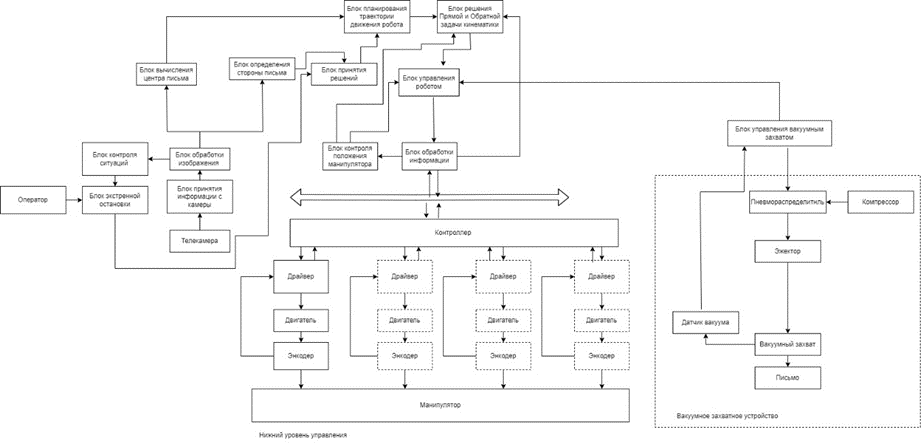 Блок планирования
траектории
движения робота
Блок решения
Прямой и Обратной
задачи кинематики
Блок вычисления
центра письма
Блок определения
стороны письма
Блок принятия
решений
Блок управления
роботом
Блок управления вакуумным
захватом
Блок контроля
ситуаций
Блок обработки
изображения
Блок контроля
положения
манипулятора
Блок обработки
информации
Оператор
Блок экстренной
остановки
Блок принятия
информации с
камеры
Пневмораспределитиль
Компрессор
Телекамера
Контроллер
Эжектор
Драйвер
Драйвер
Драйвер
Драйвер
Двигатель
Двигатель
Двигатель
Двигатель
Датчик вакуума
Энкодер
Энкодер
Энкодер
Энкодер
Вакуумный захват
Письмо
Манипулятор
Вакуумное захватное устройство
Нижний уровень управления